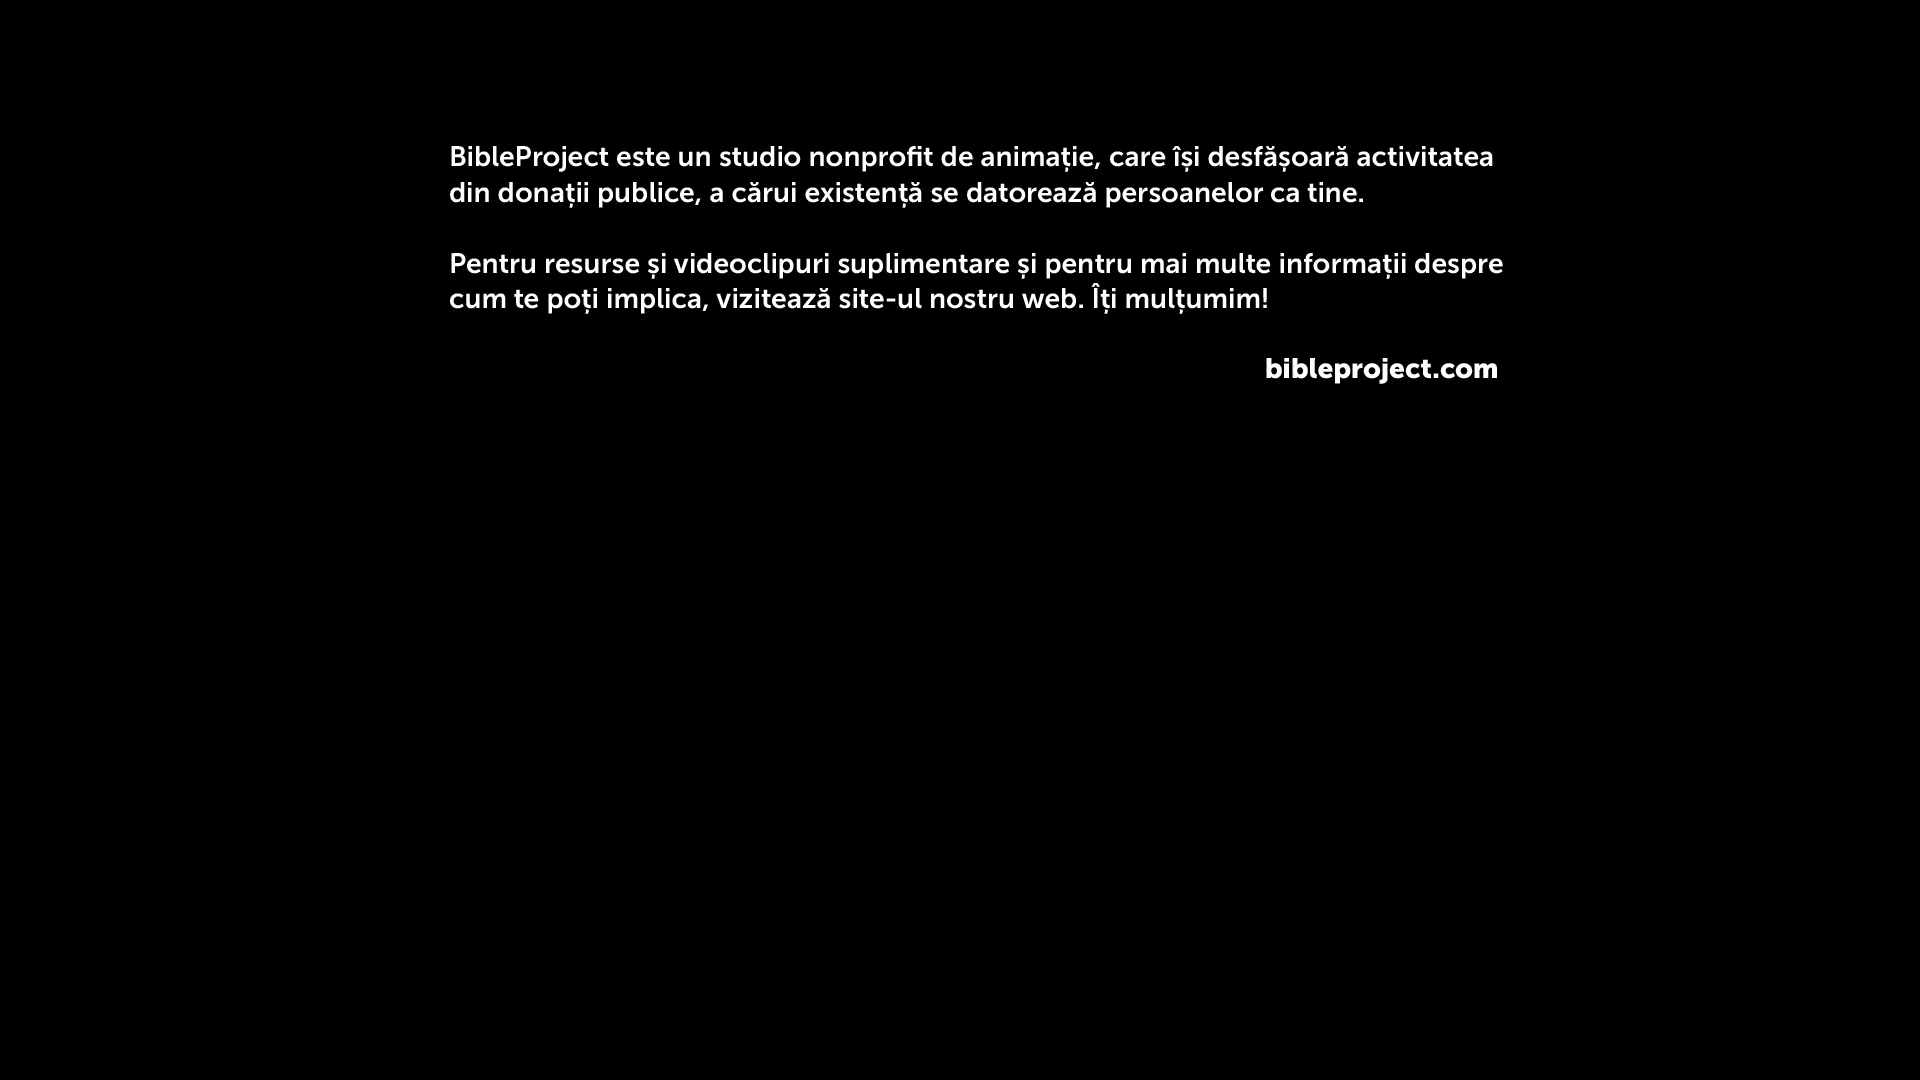 BibleProject este un studio nonprofit de animație, care își desfășoară activitatea
din donații publice, a cărui existență se datorează persoanelor ca tine.
Pentru resurse și videoclipuri suplimentare și pentru mai multe informații despre
cum te poți implica, vizitează site-ul nostru web. Îți mulțumim!
bibleproject.com